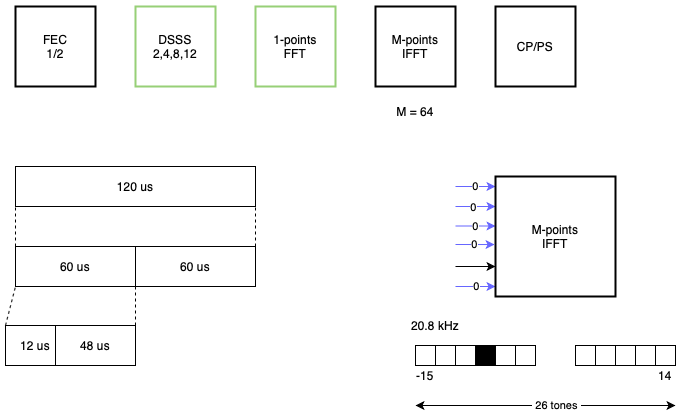 FEC
1/2
DSSS
2,4,8,12
1-points
FFT
M-points
IFFT
CP/PS
M = 64
120 us
60 us
60 us
12 us
48 us
0
0
0
0
0
M-points
IFFT
20.8 kHz
-15
14
26 tones